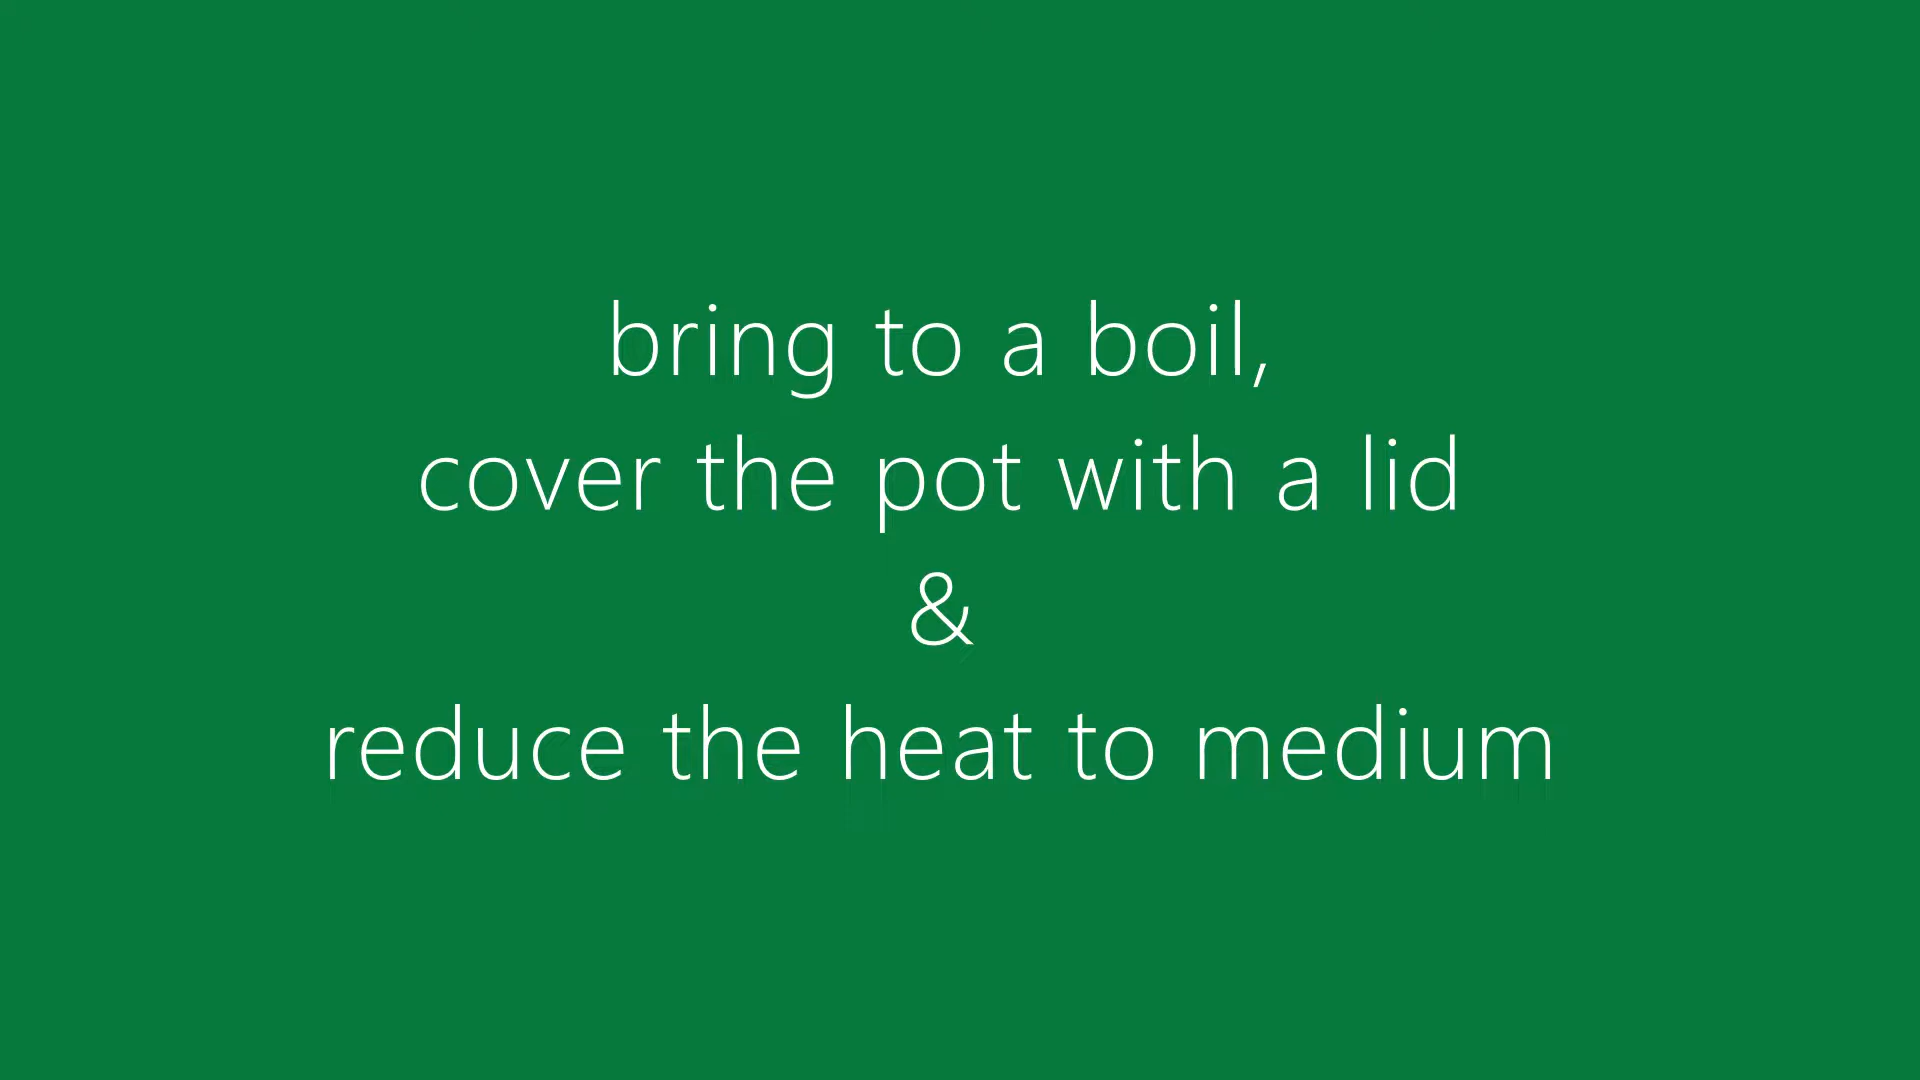 bring to a boil,
cover the pot with a lid
&
reduce the heat to medium